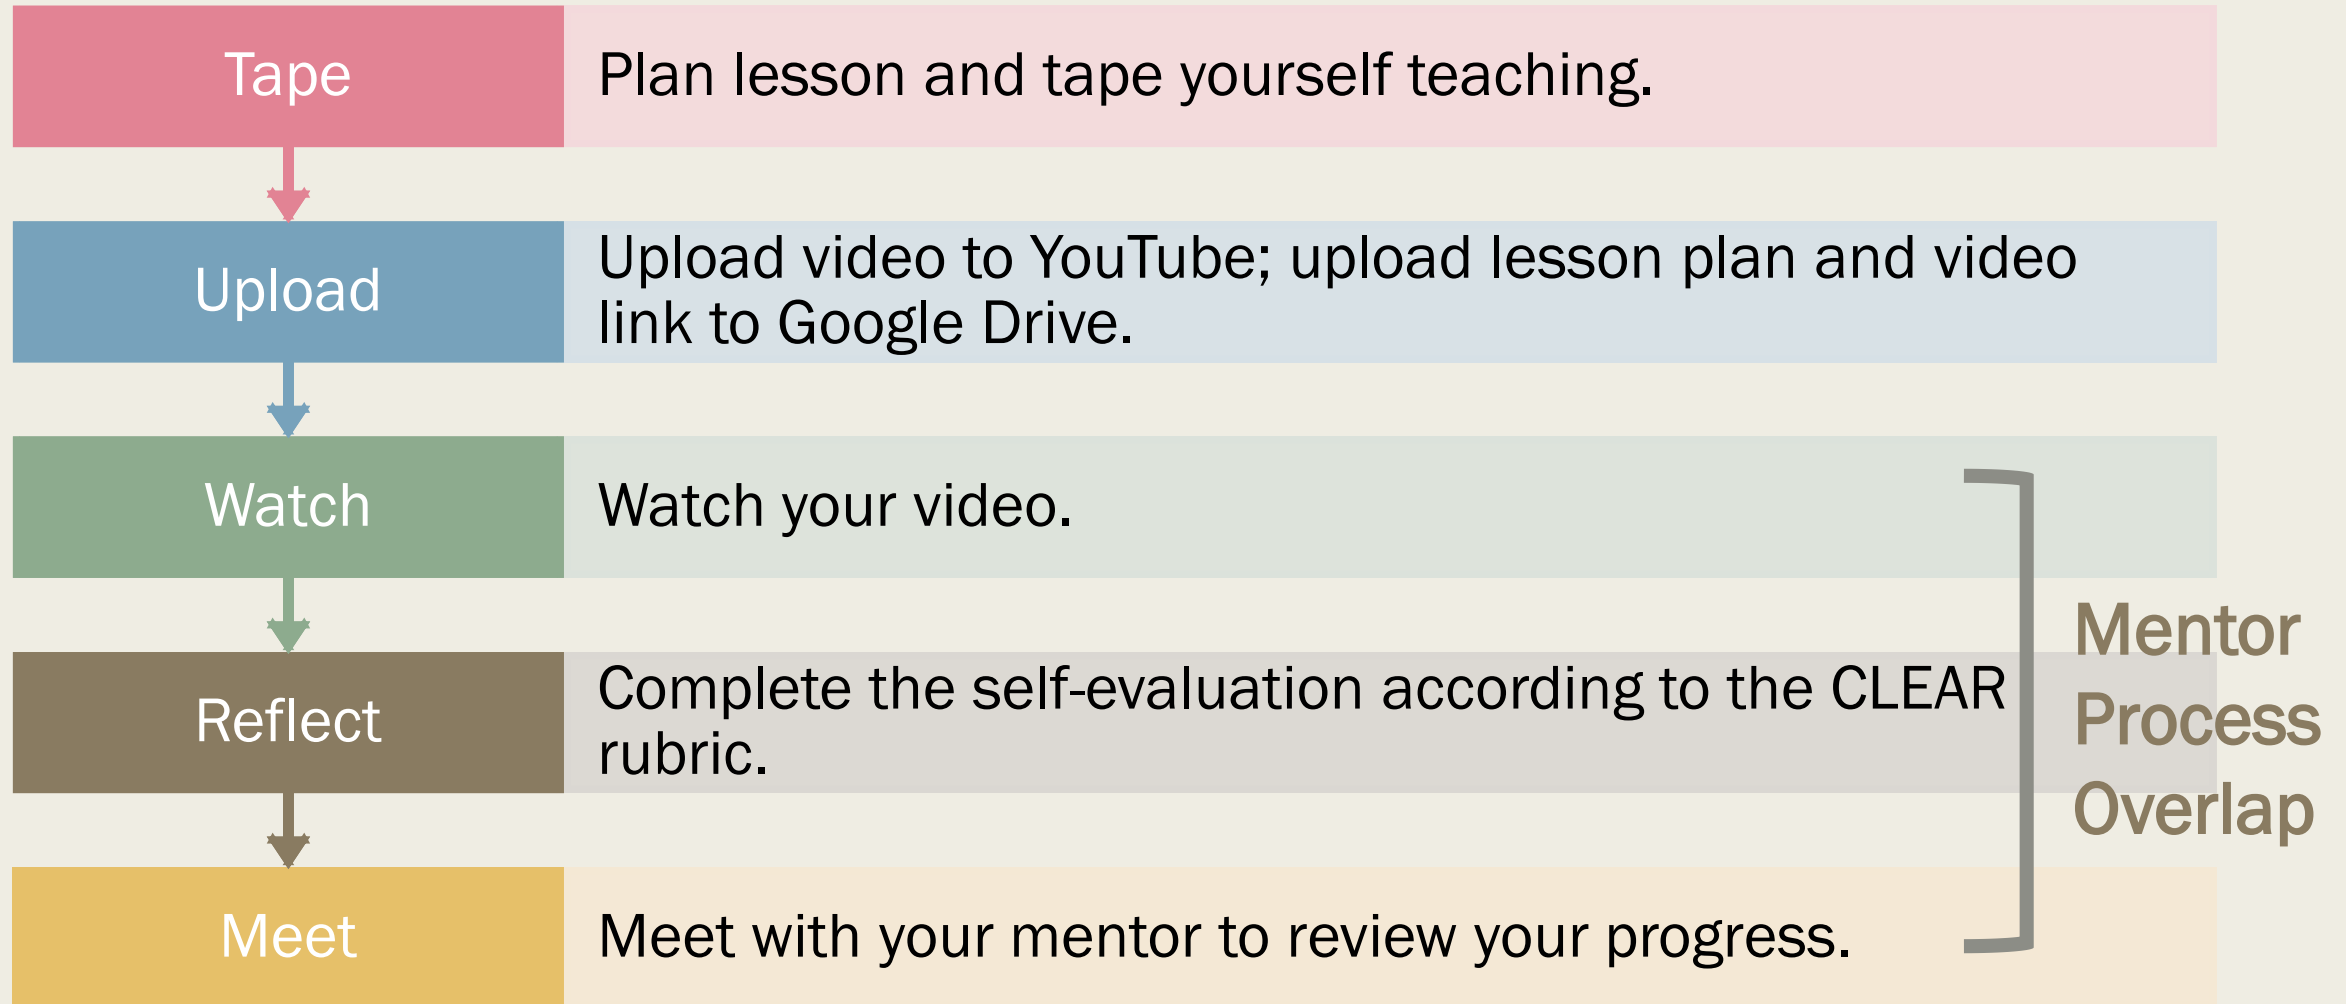 Tape
Plan lesson and tape yourself teaching.
Upload
Upload video to YouTube; upload lesson plan and video
link to Google Drive.
Watch
Watch your video.
Reflect
Complete the self-evaluation according to the CLEAR
rubric.
Meet
Meet with your mentor to review your progress.
Mentor
Process
Overlap